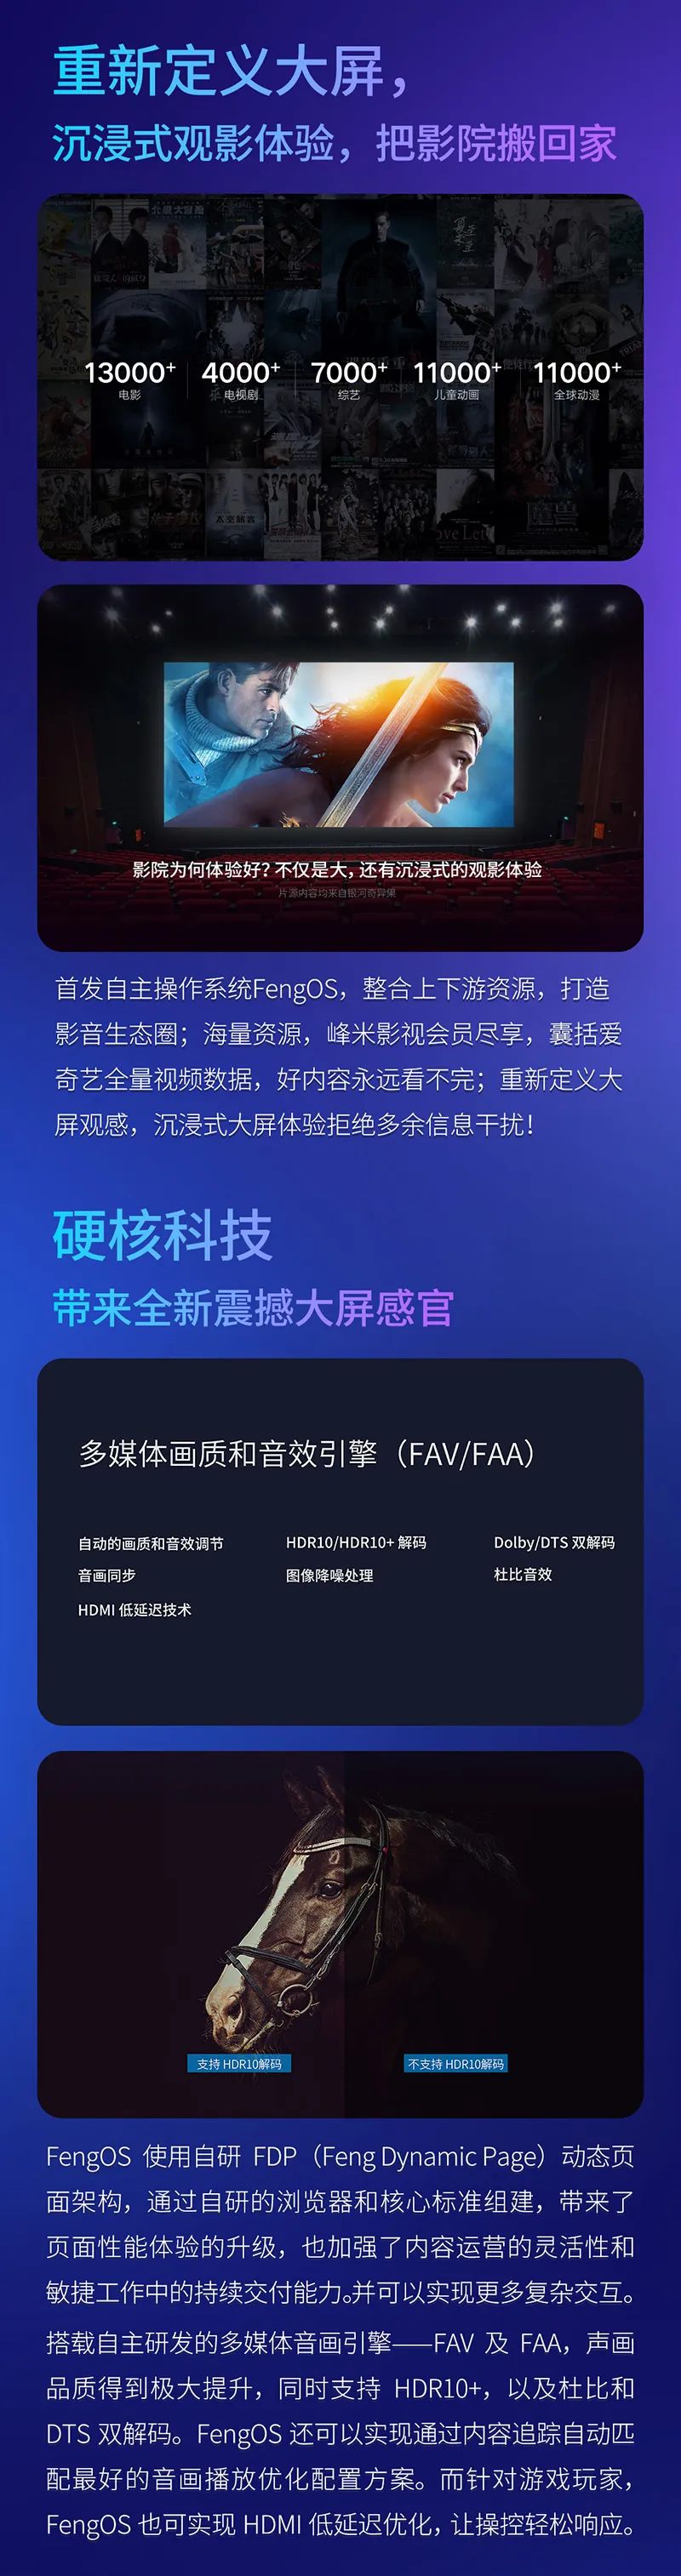 重新定义大屏，
沉浸式观影体验，把影院搬回家
13000+ 4000+ 7000+ 11000+ 11000+
电影 电视剧 综艺 儿童动画 全球动漫
影院为何体验好？不仅是大，还有沉浸式的观影体验
片源内容均来自银河奇异果
首发自主操作系统FengOS，整合上下游资源，打造
影音生态圈；海量资源，峰米影视会员尽享，囊括爱
奇艺全量视频数据，好内容永远看不完；重新定义大
屏观感，沉浸式大屏体验拒绝多余信息干扰！
硬核科技
带来全新震撼大屏感官
多媒体画质和音效引擎（FAV/FAA）
自动的画质和音效调节 HDR10/HDR10+ 解码 Dolby/DTS 双解码
音画同步 图像降噪处理 杜比音效
HDMI 低延迟技术
支持 HDR10解码 不支持 HDR10解码
FengOS 使用自研 FDP（Feng Dynamic Page）动态页
面架构，通过自研的浏览器和核心标准组建，带来了
页面性能体验的升级，也加强了内容运营的灵活性和
敏捷工作中的持续交付能力。并可以实现更多复杂交互。
搭载自主研发的多媒体音画引擎——FAV 及 FAA，声画
品质得到极大提升，同时支持 HDR10+，以及杜比和
DTS 双解码。FengOS 还可以实现通过内容追踪自动匹
配最好的音画播放优化配置方案。而针对游戏玩家，
FengOS 也可实现 HDMI 低延迟优化，让操控轻松响应。